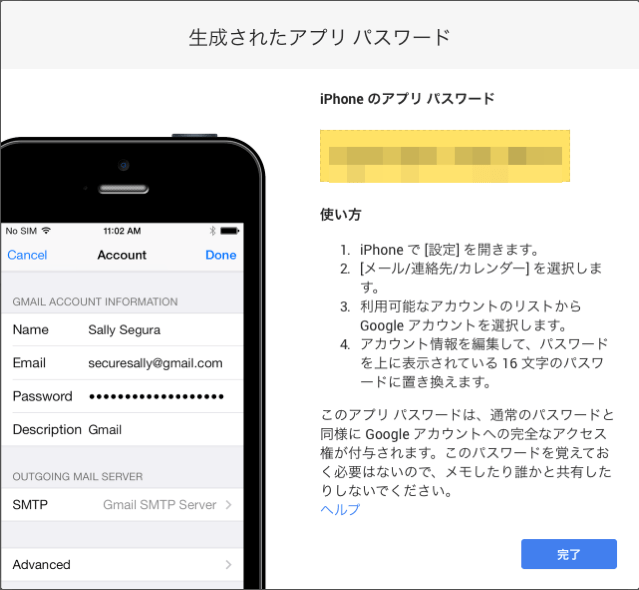 生成されたアプリ パスワード
No SIM 11:02 AM
Cancel Account Done
GMAIL ACCOUNT INFORMATION
Name Sally Segura
Email securesally@gmail.com
Password ●●●●●●●●●●●●●●●●●●●
Description Gmail
OUTGOING MAIL SERVER
SMTP Gmail SMTP Server
Advanced
iPhone のアプリ パスワード
使い方
1. iPhone で [設定] を開きます。
2. [メール/連絡先/カレンダー] を選択しま
す。
3. 利用可能なアカウントのリストから
Google アカウントを選択します。
4. アカウント情報を編集して、パスワード
を上に表示されている 16 文字のパスワ
ードに置き換えます。
このアプリ パスワードは、通常のパスワードと
同様に Google アカウントへの完全なアクセス
権が付与されます。このパスワードを覚えてお
く必要はないので、メモしたり誰かと共有した
りしないでください。
ヘルプ
完了